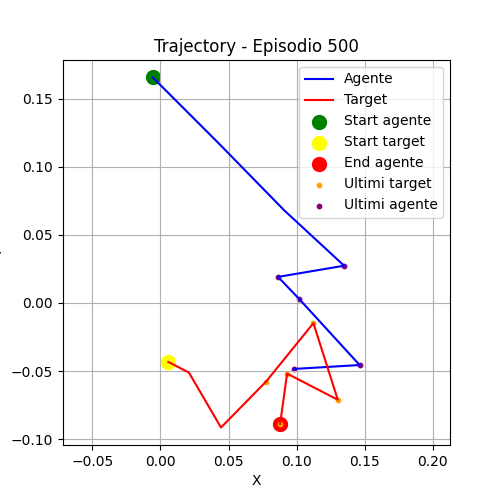 Trajectory - Episodio 500
Agente
Target
Start agente
Start target
End agente
Ultimi target
Ultimi agente
0.15
0.10
0.05
0.00
−0.05
−0.10
−0.05 0.00 0.05 0.10 0.15 0.20
X